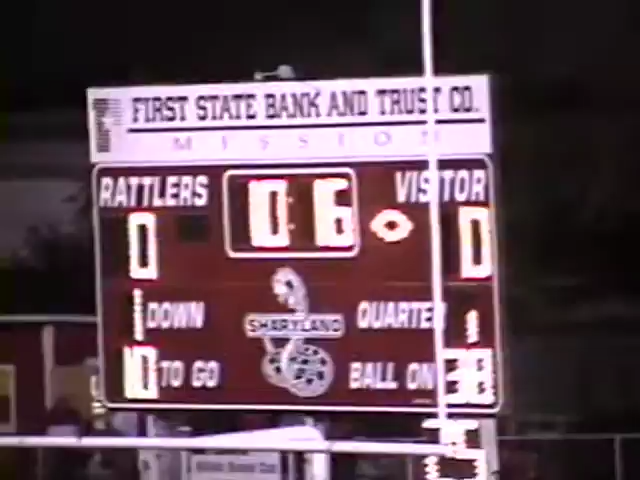 FIRST STATE BANK AND TRUST CO.
MISSION
RATTLERS 0:6 VISITOR
0 0
1 DOWN SHARYLAND QUARTER 1
10 TO GO BALL ON 38